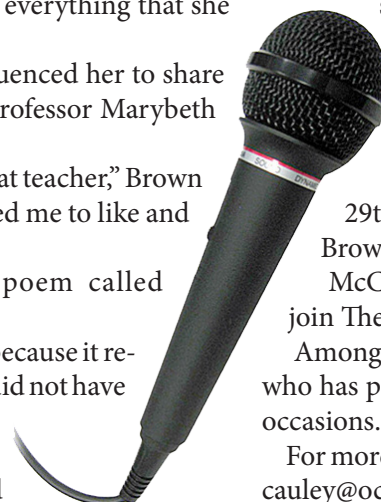 everything that she
uenced her to share
rofessor Marybeth
at teacher,” Brown
ed me to like and
poem called
ecause it re-
id not have
29t
Brow
McC
join The
Among
who has p
occasions.
For more
cauley@oc